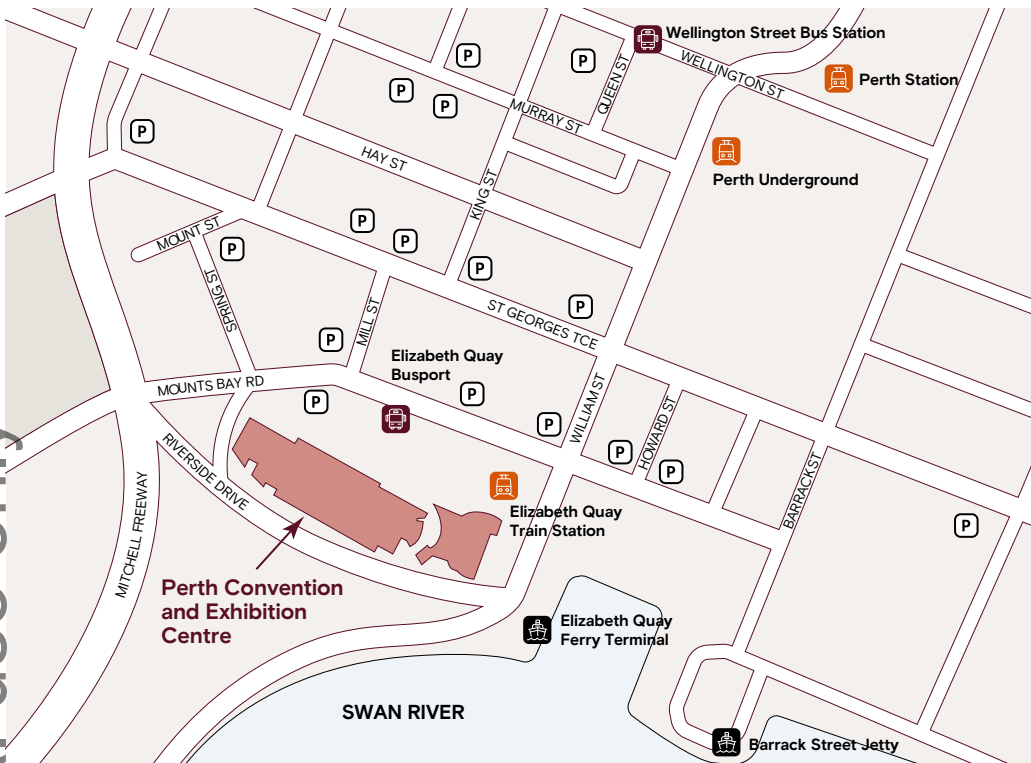 Wellington Street Bus Station
WELLINGTON ST
Perth Station
QUEEN ST
MURRAY ST
P
P
P
P
P
HAY ST
Perth Underground
KING ST
MOUNT ST
P
P
P
P
P
SPRING ST
MILL ST
ST GEORGES TCE
P
Elizabeth Quay
Busport
MOUNTS BAY RD
P
P
P
P
WILLIAM ST
HOWARD ST
P
P
BARRACK ST
RIVERSIDE DRIVE
MITCHELL FREEWAY
Elizabeth Quay
Train Station
P
Perth Convention
and Exhibition
Centre
Elizabeth Quay
Ferry Terminal
SWAN RIVER
Barrack Street Jetty